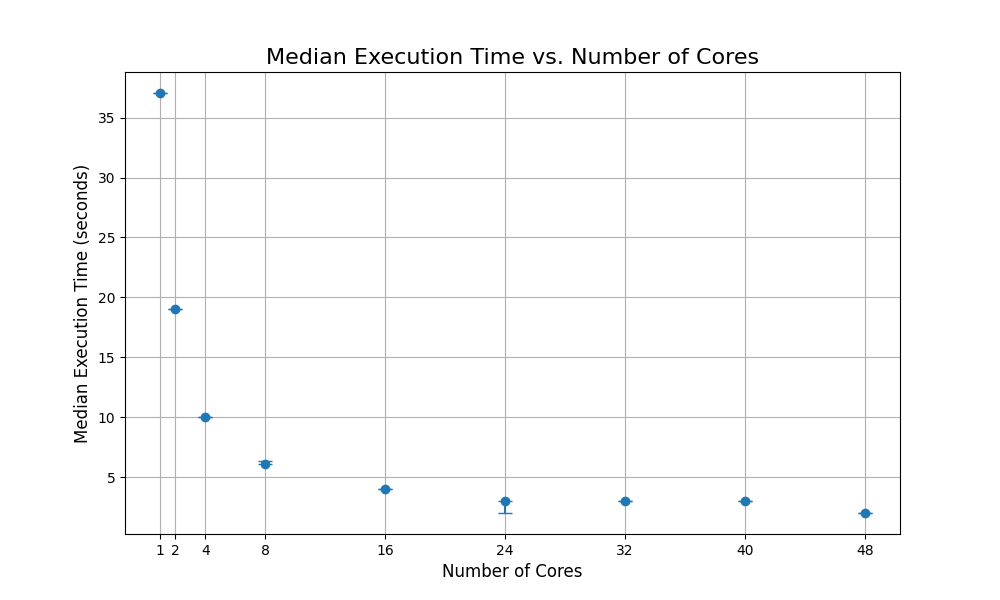 Median Execution Time vs. Number of Cores
Median Execution Time (seconds)
35
30
25
20
15
10
5
1 2 4 8 16 24 32 40 48
Number of Cores